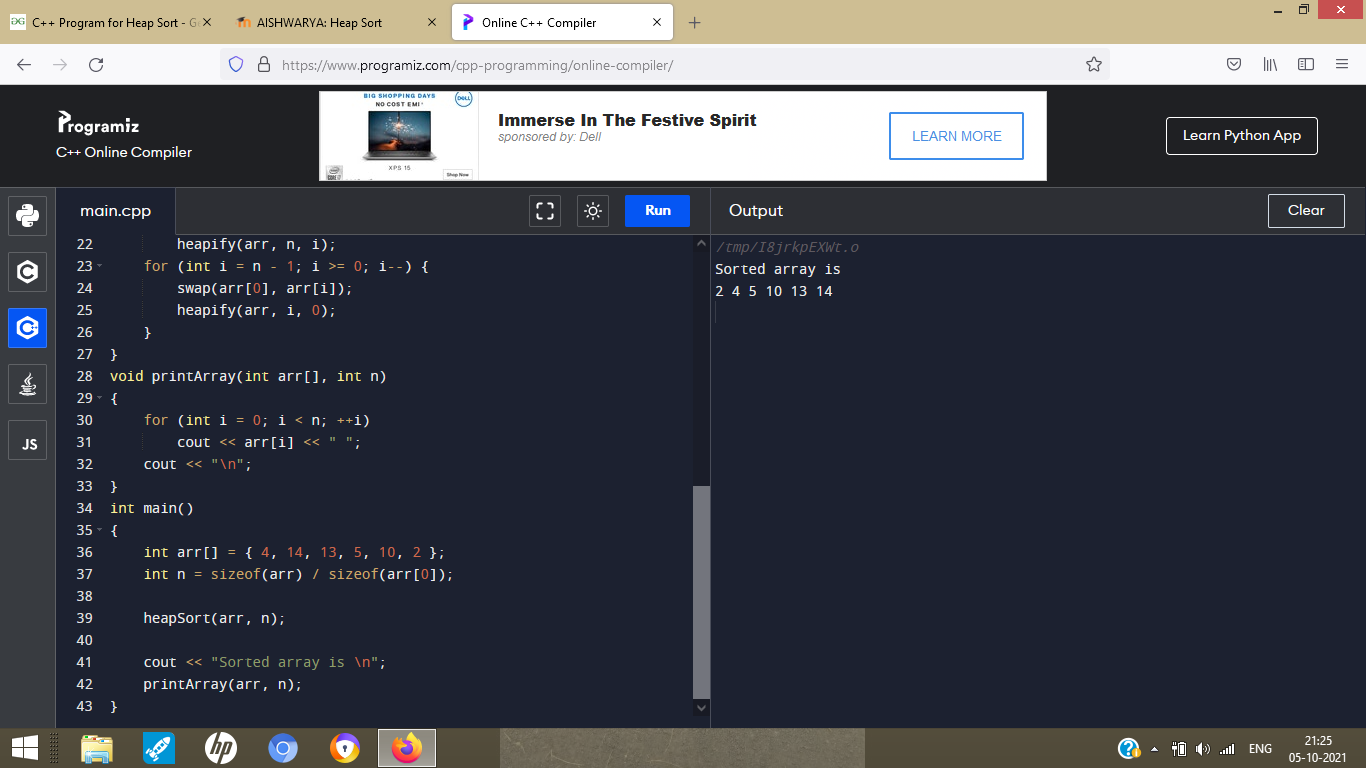 C++ Program for Heap Sort - Ge
AISHWARYA: Heap Sort
Online C++ Compiler
https://www.programiz.com/cpp-programming/online-compiler/
Programiz
C++ Online Compiler
BIG SHOPPING DAYS
NO COST EMI*
DELL
XPS 15
Shop Now
Immerse In The Festive Spirit
sponsored by: Dell
LEARN MORE
Learn Python App
main.cpp
Run
Output
Clear
22 heapify(arr, n, i);
23 for (int i = n - 1; i >= 0; i--) {
24 swap(arr[0], arr[i]);
25 heapify(arr, i, 0);
26 }
27 }
28 void printArray(int arr[], int n)
29 {
30 for (int i = 0; i < n; ++i)
31 cout << arr[i] << " ";
32 cout << "\n";
33 }
34 int main()
35 {
36 int arr[] = { 4, 14, 13, 5, 10, 2 };
37 int n = sizeof(arr) / sizeof(arr[0]);
38
39 heapSort(arr, n);
40
41 cout << "Sorted array is \n";
42 printArray(arr, n);
43 }
/tmp/I8jrkpEXWt.o
Sorted array is
2 4 5 10 13 14
JS
hp
ENG
21:25
05-10-2021